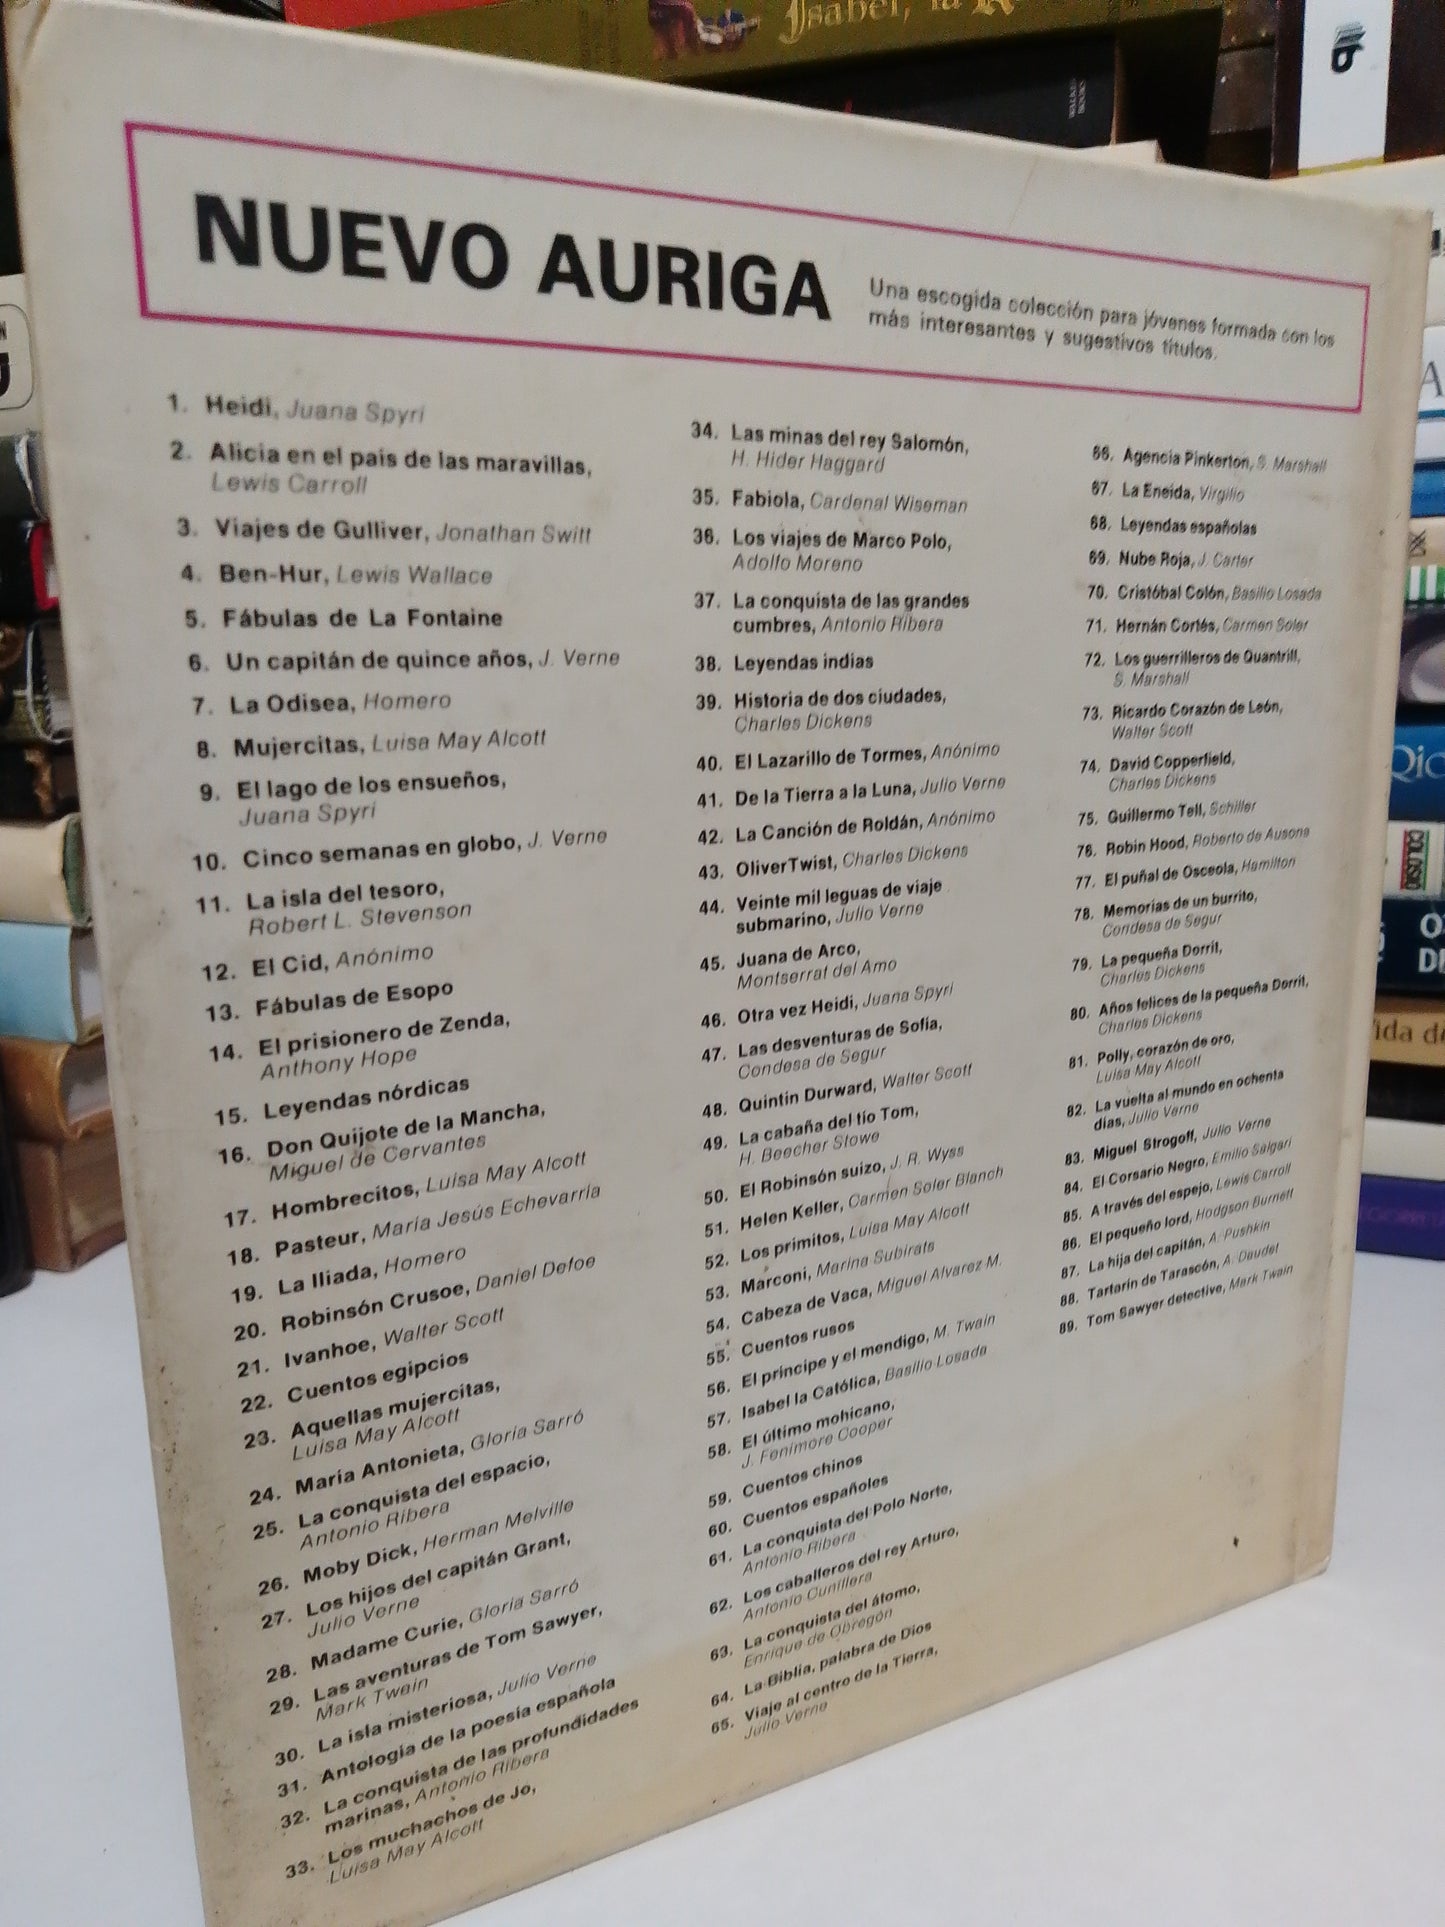 Isabel, la
WALKER BOOKS
NUEVO AURIGA
Una escogida colección para jóvenes formada con los
más interesantes y sugestivos títulos.
1. Heidi, Juana Spyri
2. Alicia en el país de las maravillas,
Lewis Carroll
3. Viajes de Gulliver, Jonathan Swift
4. Ben-Hur, Lewis Wallace
5. Fábulas de La Fontaine
6. Un capitán de quince años, J. Verne
7. La Odisea, Homero
8. Mujercitas, Luisa May Alcott
9. El lago de los ensueños,
Juana Spyri
10. Cinco semanas en globo, J. Verne
11. La isla del tesoro,
Robert L. Stevenson
12. El Cid, Anónimo
13. Fábulas de Esopo
14. El prisionero de Zenda,
Anthony Hope
15. Leyendas nórdicas
16. Don Quijote de la Mancha,
Miguel de Cervantes
17. Hombrecitos, Luisa May Alcott
18. Pasteur, María Jesús Echevarría
19. La Iliada, Homero
20. Robinsón Crusoe, Daniel Defoe
21. Ivanhoe, Walter Scott
22. Cuentos egipcios
23. Aquellas mujercitas,
Luisa May Alcott
24. María Antonieta, Gloria Sarró
25. La conquista del espacio,
Antonio Ribera
26. Moby Dick, Herman Melville
27. Los hijos del capitán Grant,
Julio Verne
28. Madame Curie, Gloria Sarró
29. Las aventuras de Tom Sawyer,
Mark Twain
30. La isla misteriosa, Julio Verne
31. Antología de la poesía española
32. La conquista de las profundidades
marinas, Antonio Ribera
33. Los muchachos de Jo,
Luisa May Alcott
34. Las minas del rey Salomón,
H. Hider Haggard
35. Fabiola, Cardenal Wiseman
36. Los viajes de Marco Polo,
Adolfo Moreno
37. La conquista de las grandes
cumbres, Antonio Ribera
38. Leyendas indias
39. Historia de dos ciudades,
Charles Dickens
40. El Lazarillo de Tormes, Anónimo
41. De la Tierra a la Luna, Julio Verne
42. La Canción de Roldán, Anónimo
43. Oliver Twist, Charles Dickens
44. Veinte mil leguas de viaje
submarino, Julio Verne
45. Juana de Arco,
Montserrat del Amo
46. Otra vez Heidi, Juana Spyri
47. Las desventuras de Sofía,
Condesa de Segur
48. Quintin Durward, Walter Scott
49. La cabaña del tío Tom,
H. Beecher Stowe
50. El Robinsón suizo, J. R. Wyss
51. Helen Keller, Carmen Soler Blanch
52. Los primitos, Luisa May Alcott
53. Marconi, Marina Subirats
54. Cabeza de Vaca, Miguel Alvarez M.
55. Cuentos rusos
56. El príncipe y el mendigo, M. Twain
57. Isabel la Católica, Basilio Losada
58. El último mohicano,
J. Fenimore Cooper
59. Cuentos chinos
60. Cuentos españoles
61. La conquista del Polo Norte,
Antonio Ribera
62. Los caballeros del rey Arturo,
Antonio Cunillera
63. La conquista del átomo,
Enrique de Obregón
64. La Biblia, palabra de Dios
65. Viaje al centro de la Tierra,
Julio Verne
66. Agencia Pinkerton, S. Marshall
67. La Eneida, Virgilio
68. Leyendas españolas
69. Nube Roja, J. Carter
70. Cristóbal Colón, Basilio Losada
71. Hernán Cortés, Carmen Soler
72. Los guerrilleros de Quantrill,
S. Marshall
73. Ricardo Corazón de León,
Walter Scott
74. David Copperfield,
Charles Dickens
75. Guillermo Tell, Schiller
76. Robin Hood, Roberto de Ausona
77. El puñal de Osceola, Hamilton
78. Memorias de un burrito,
Condesa de Segur
79. La pequeña Dorrit,
Charles Dickens
80. Años felices de la pequeña Dorrit,
Charles Dickens
81. Polly, corazón de oro,
Luisa May Alcott
82. La vuelta al mundo en ochenta
días, Julio Verne
83. Miguel Strogoff, Julio Verne
84. El Corsario Negro, Emilio Salgari
85. A través del espejo, Lewis Carroll
86. El pequeño lord, Hodgson Burnett
87. La hija del capitán, A. Pushkin
88. Tartarín de Tarascón, A. Daudet
89. Tom Sawyer detective, Mark Twain